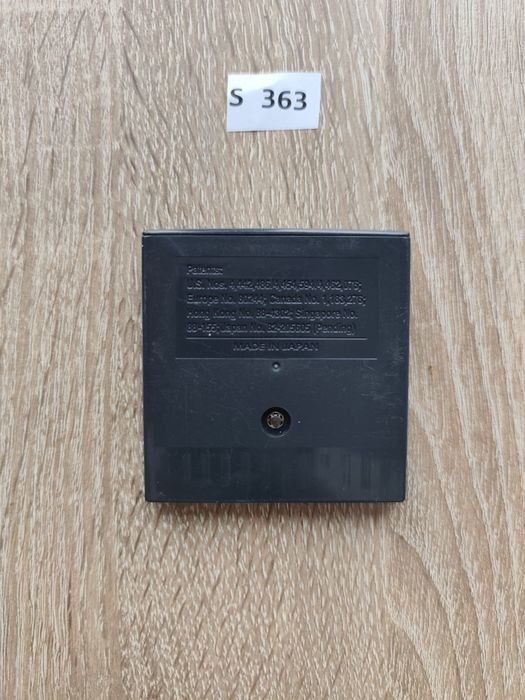 S 363
Patents:
U.S. Nos. 4,442,486/4,454,594/4,462,076;
Europe No. 80244; Canada No. 1,183,276;
Hong Kong No. 88-4302; Singapore No.
88-155; Japan No. 82-205605 (Pending)
MADE IN JAPAN